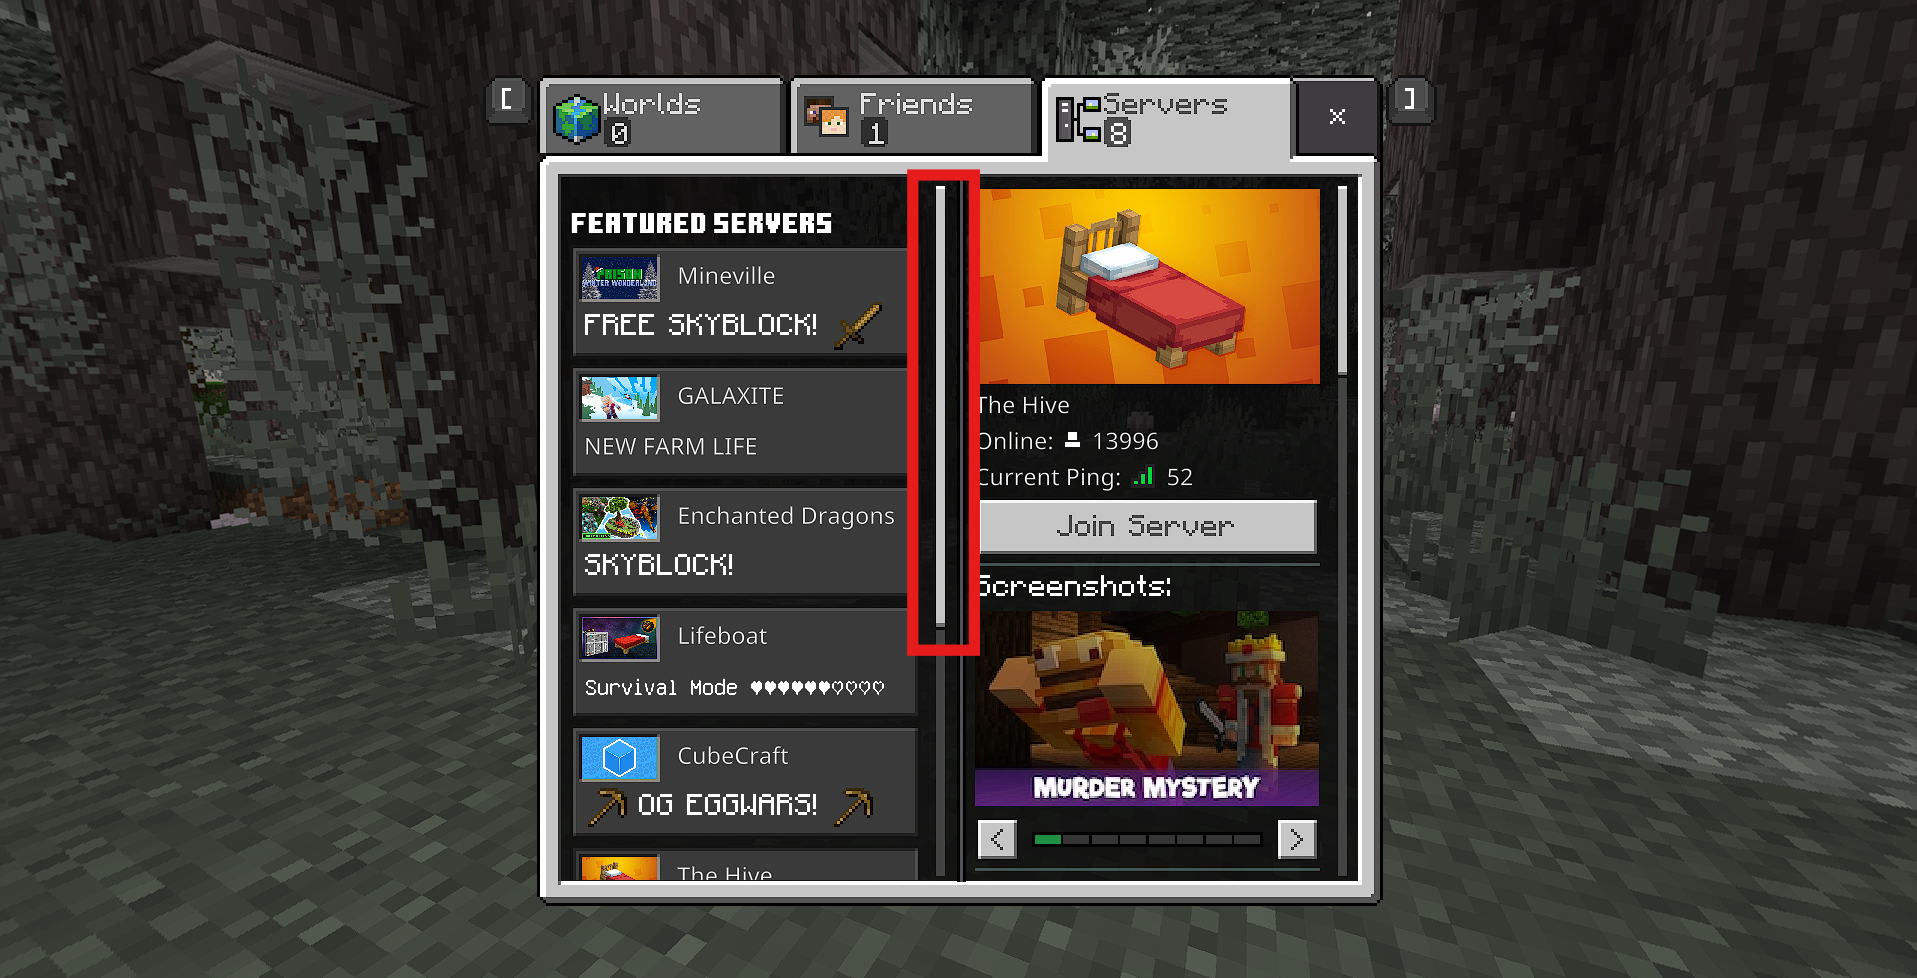 [
Worlds
0
Friends
1
Servers
8
×
]
FEATURED SERVERS
PRISON
WINTER WONDERLAND
Mineville
FREE SKYBLOCK!
GALAXITE
NEW FARM LIFE
Enchanted Dragons
SKYBLOCK!
Lifeboat
Survival Mode ♥♥♥♥♥♥♡♡♡♡
CubeCraft
OG EGGWARS!
The Hive
The Hive
Online: 13996
Current Ping: 52
Join Server
Screenshots:
MURDER MYSTERY
< >